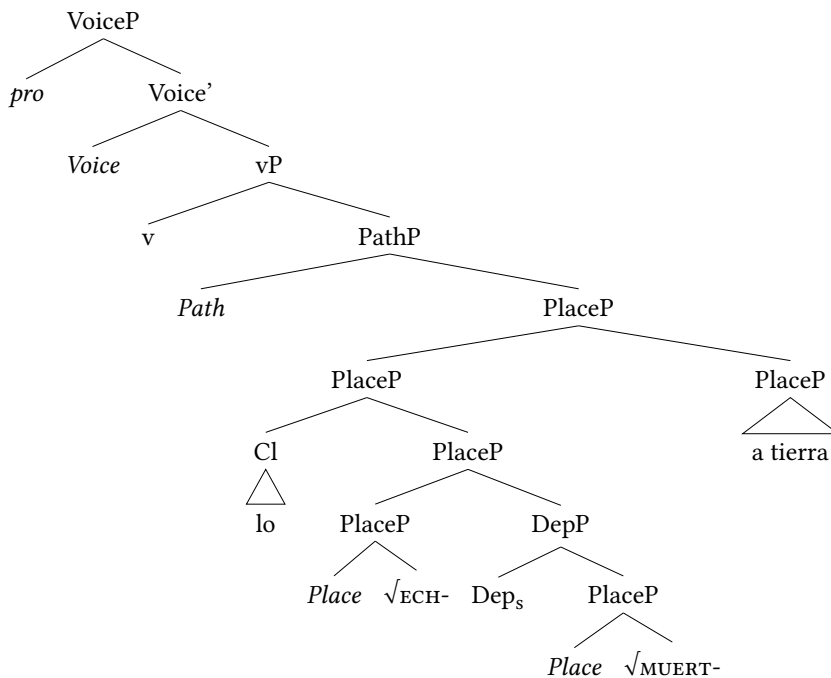 VoiceP
pro Voice’
Voice vP
v PathP
Path PlaceP
PlaceP PlaceP
Cl PlaceP a tierra
lo PlaceP DepP
Place √ECH- Deps PlaceP
Place √MUERT-